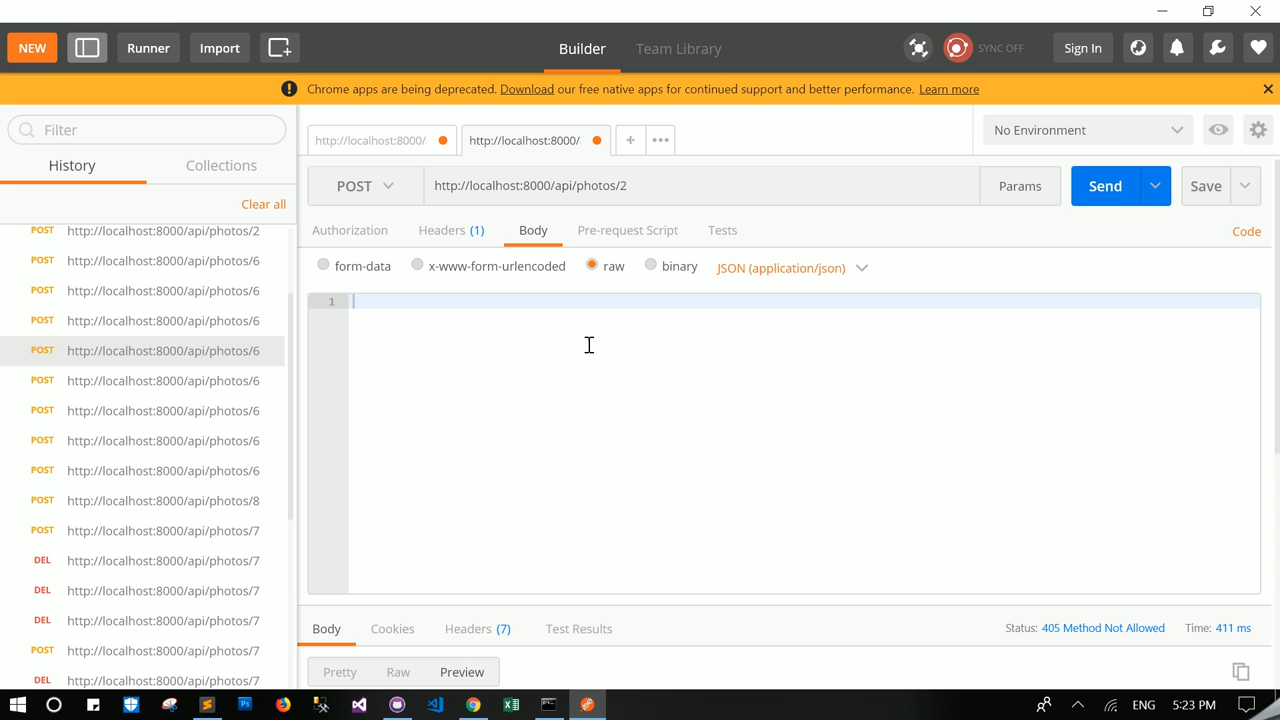 NEW Runner Import Builder Team Library SYNC OFF Sign In
Chrome apps are being deprecated. Download our free native apps for continued support and better performance. Learn more
Filter
History Collections
Clear all
POST http://localhost:8000/api/photos/2
POST http://localhost:8000/api/photos/6
POST http://localhost:8000/api/photos/6
POST http://localhost:8000/api/photos/6
POST http://localhost:8000/api/photos/6
POST http://localhost:8000/api/photos/6
POST http://localhost:8000/api/photos/6
POST http://localhost:8000/api/photos/6
POST http://localhost:8000/api/photos/6
POST http://localhost:8000/api/photos/8
POST http://localhost:8000/api/photos/7
DEL http://localhost:8000/api/photos/7
DEL http://localhost:8000/api/photos/7
DEL http://localhost:8000/api/photos/7
POST http://localhost:8000/api/photos/7
DEL http://localhost:8000/api/photos/7
http://localhost:8000/ http://localhost:8000/ No Environment
POST http://localhost:8000/api/photos/2 Params Send Save
Authorization Headers (1) Body Pre-request Script Tests Code
form-data x-www-form-urlencoded raw binary JSON (application/json)
1
Body Cookies Headers (7) Test Results Status: 405 Method Not Allowed Time: 411 ms
Pretty Raw Preview
ENG 5:23 PM